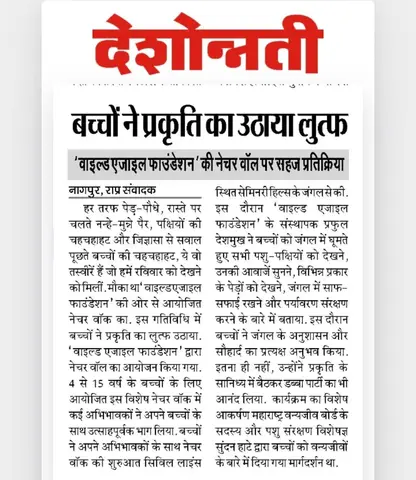 देशोन्नती
बच्चों ने प्रकृति का उठाया लुत्फ
‘वाइल्ड एजाइल फाउंडेशन’ की नेचर वॉल पर सहज प्रतिक्रिया
नागपुर, राप्र संवादक
हर तरफ पेड़-पौधे, रास्ते पर
चलते नन्हे-मुन्ने पैर, पक्षियों की
चहचहाहट और जिज्ञासा से सवाल
पूछते बच्चों की चहचहाहट, ये वो
तस्वीरें हैं जो हमें रविवार को देखने
को मिलीं. मौका था ‘वाइल्ड एजाइल
फाउंडेशन’ की ओर से आयोजित
नेचर वॉक का. इस गतिविधि में
बच्चों ने प्रकृति का लुत्फ उठाया.
‘वाइल्ड एजाइल फाउंडेशन’ द्वारा
नेचर वॉल का आयोजन किया गया.
4 से 15 वर्ष के बच्चों के लिए
आयोजित इस विशेष नेचर वॉक में
कई अभिभावकों ने अपने बच्चों के
साथ उत्साहपूर्वक भाग लिया. बच्चों
ने अपने अभिभावकों के साथ नेचर
वॉक की शुरुआत सिविल लाइंस
स्थित सेमिनरी हिल्स के जंगल से की.
इस दौरान ‘वाइल्ड एजाइल
फाउंडेशन’ के संस्थापक प्रफुल
देशमुख ने बच्चों को जंगल में घूमते
हुए सभी पशु-पक्षियों को देखने,
उनकी आवाजें सुनने, विभिन्न प्रकार
के पेड़ों को देखने, जंगल में साफ-
सफाई रखने और पर्यावरण संरक्षण
करने के बारे में बताया. इस दौरान
बच्चों ने जंगल के अनुशासन और
सौहार्द का प्रत्यक्ष अनुभव किया.
इतना ही नहीं, उन्होंने प्रकृति के
सानिध्य में बैठकर डब्बा पार्टी का भी
आनंद लिया. कार्यक्रम का विशेष
आकर्षण महाराष्ट्र वन्यजीव बोर्ड के
सदस्य और पशु संरक्षण विशेषज्ञ
सुंदन हाटे द्वारा बच्चों को वन्यजीवों
के बारे में दिया गया मार्गदर्शन था.